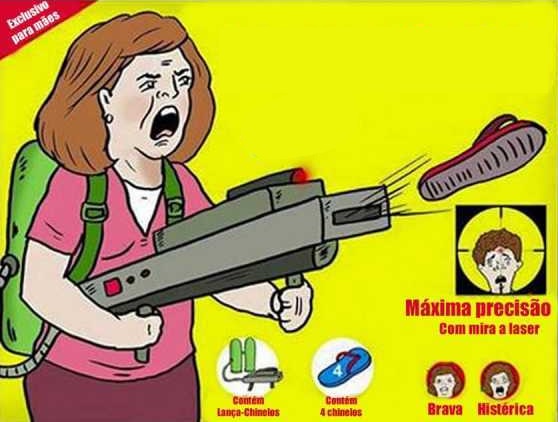 Exclusivo
para mães
Máxima precisão
Com mira a laser
Contém
Lança-Chinelos
4
Contém
4 chinelos
Brava
Histérica